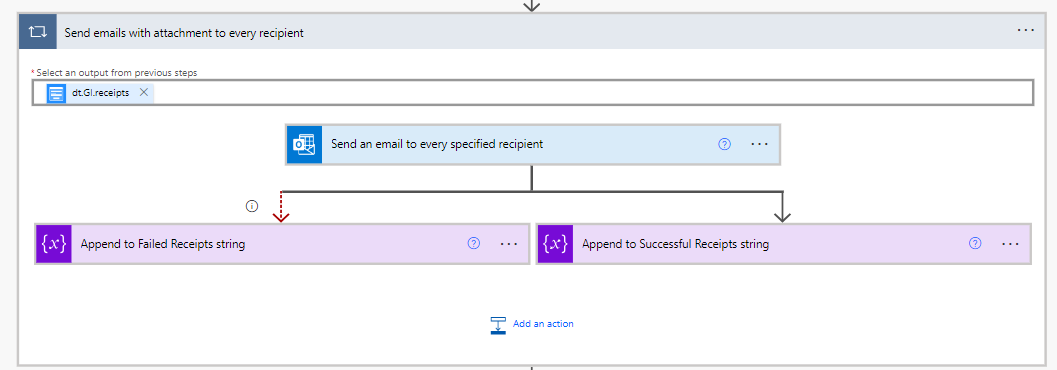 Send emails with attachment to every recipient
* Select an output from previous steps
dt.GI.receipts
Send an email to every specified recipient
{x} Append to Failed Receipts string
{x} Append to Successful Receipts string
Add an action